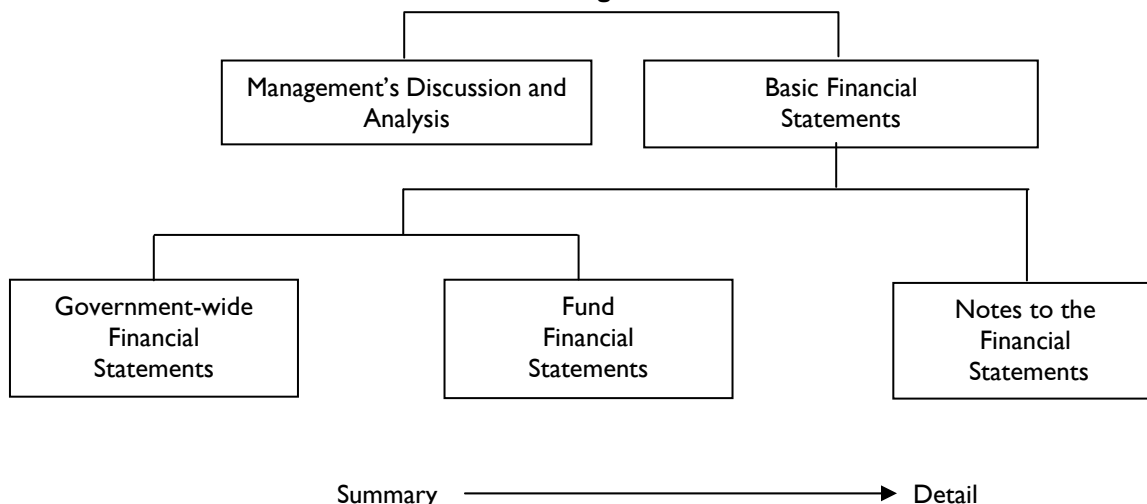 Management's Discussion and
Analysis
Basic Financial
Statements
Government-wide
Financial
Statements
Fund
Financial
Statements
Notes to the
Financial
Statements
Summary
Detail